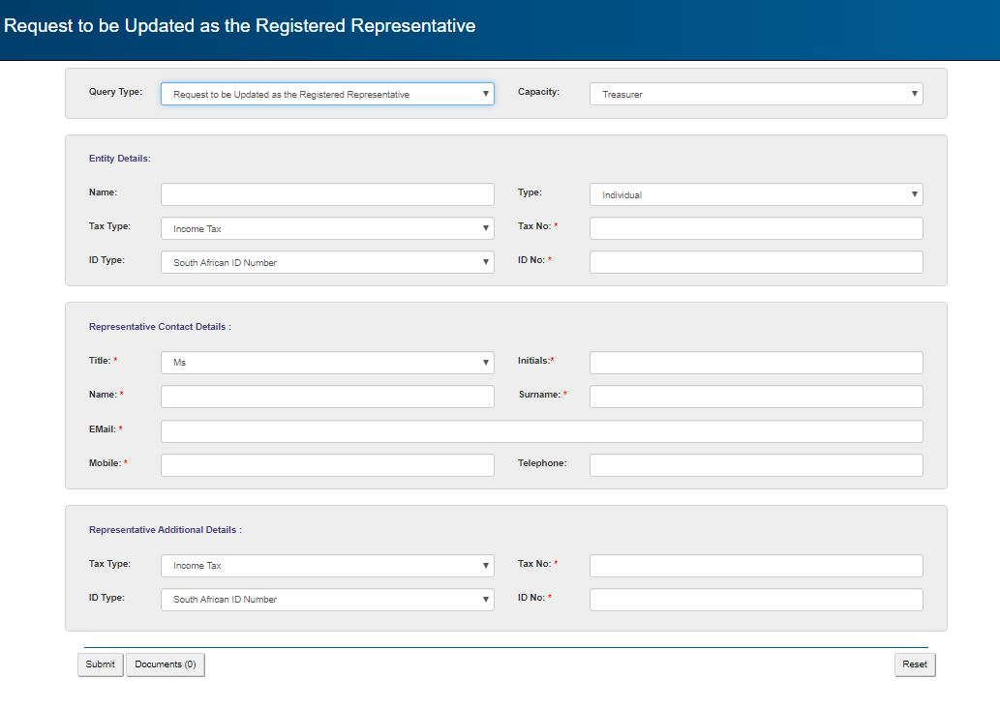 Request to be Updated as the Registered Representative
Query Type: Request to be Updated as the Registered Representative Capacity: Treasurer
Entity Details:
Name: Type: Individual
Tax Type: Income Tax Tax No: *
ID Type: South African ID Number ID No: *
Representative Contact Details :
Title: * Ms Initials:*
Name: * Surname: *
EMail: *
Mobile: * Telephone:
Representative Additional Details :
Tax Type: Income Tax Tax No: *
ID Type: South African ID Number ID No: *
Submit Documents (0) Reset